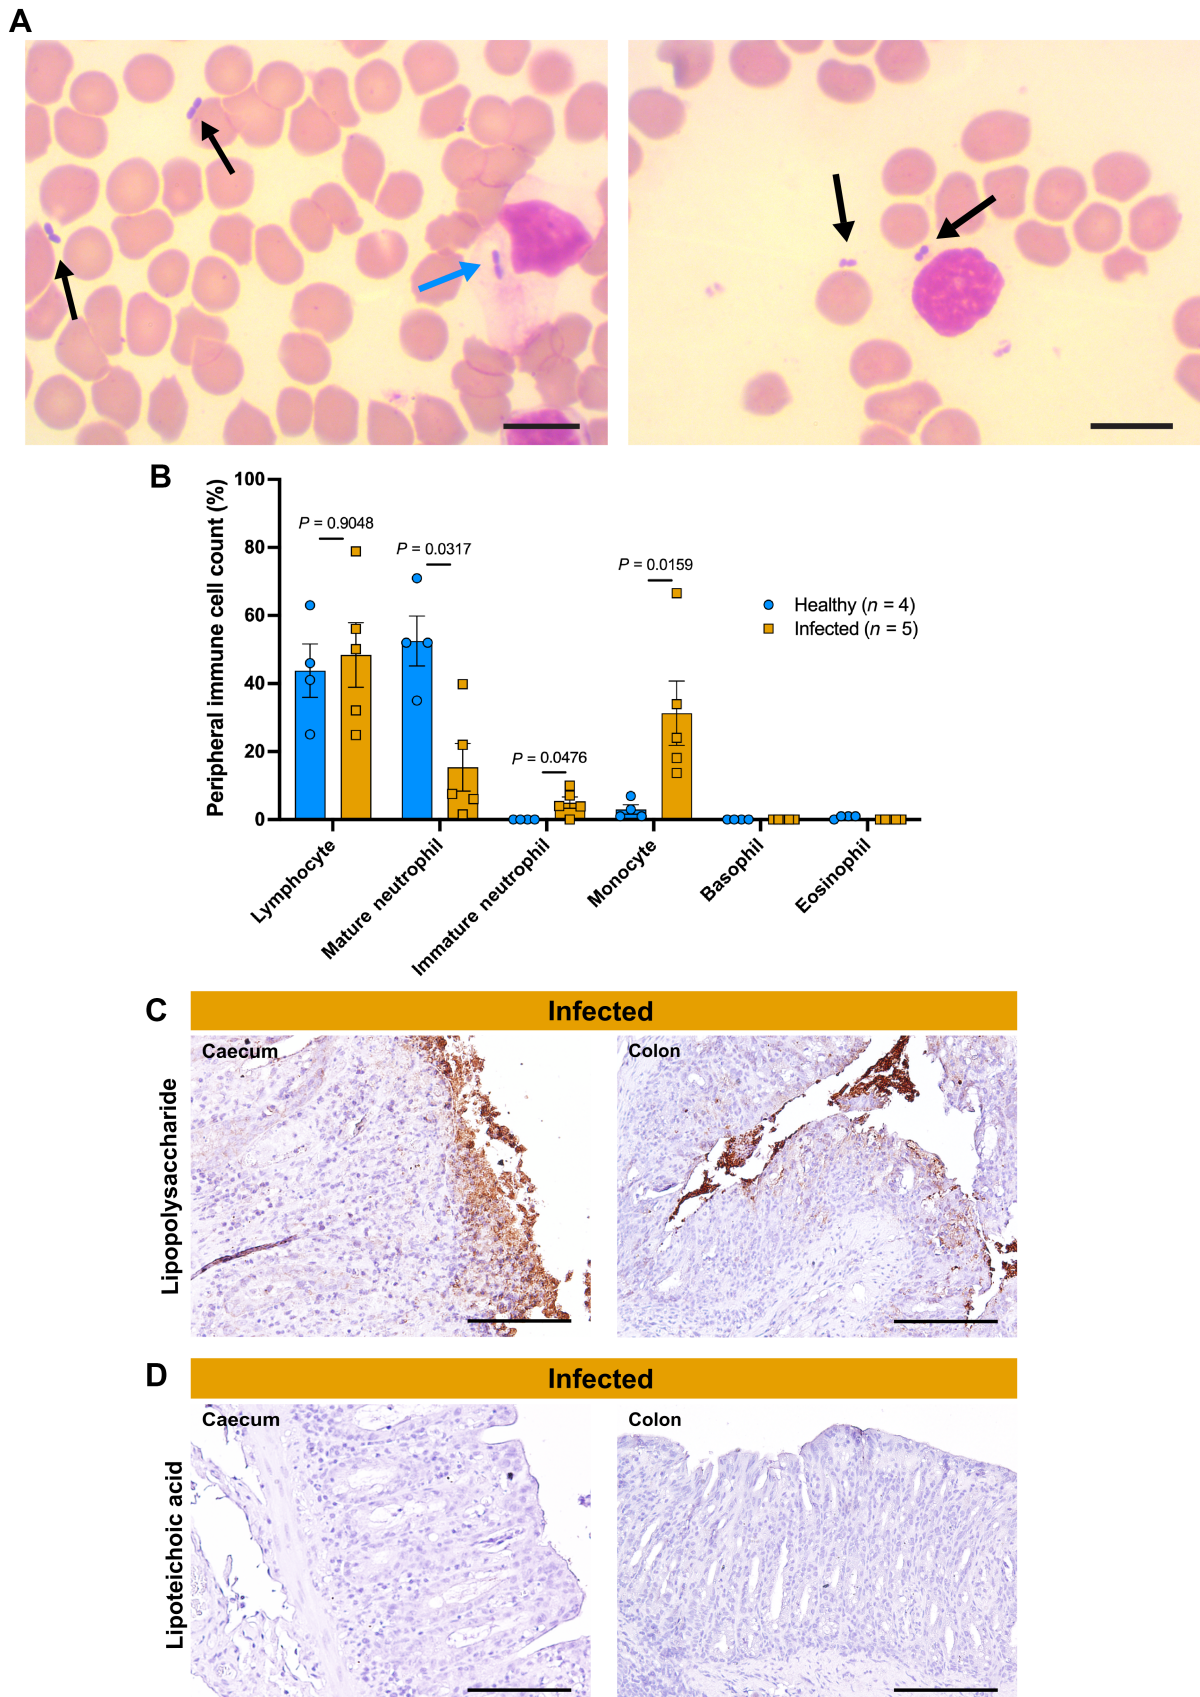 A
B
Peripheral immune cell count (%)
100
80
60
40
20
0
P = 0.9048
P = 0.0317
P = 0.0476
P = 0.0159
Healthy (n = 4)
Infected (n = 5)
Lymphocyte
Mature neutrophil
Immature neutrophil
Monocyte
Basophil
Eosinophil
C
Infected
Lipopolysaccharide
Caecum
Colon
D
Infected
Lipoteichoic acid
Caecum
Colon